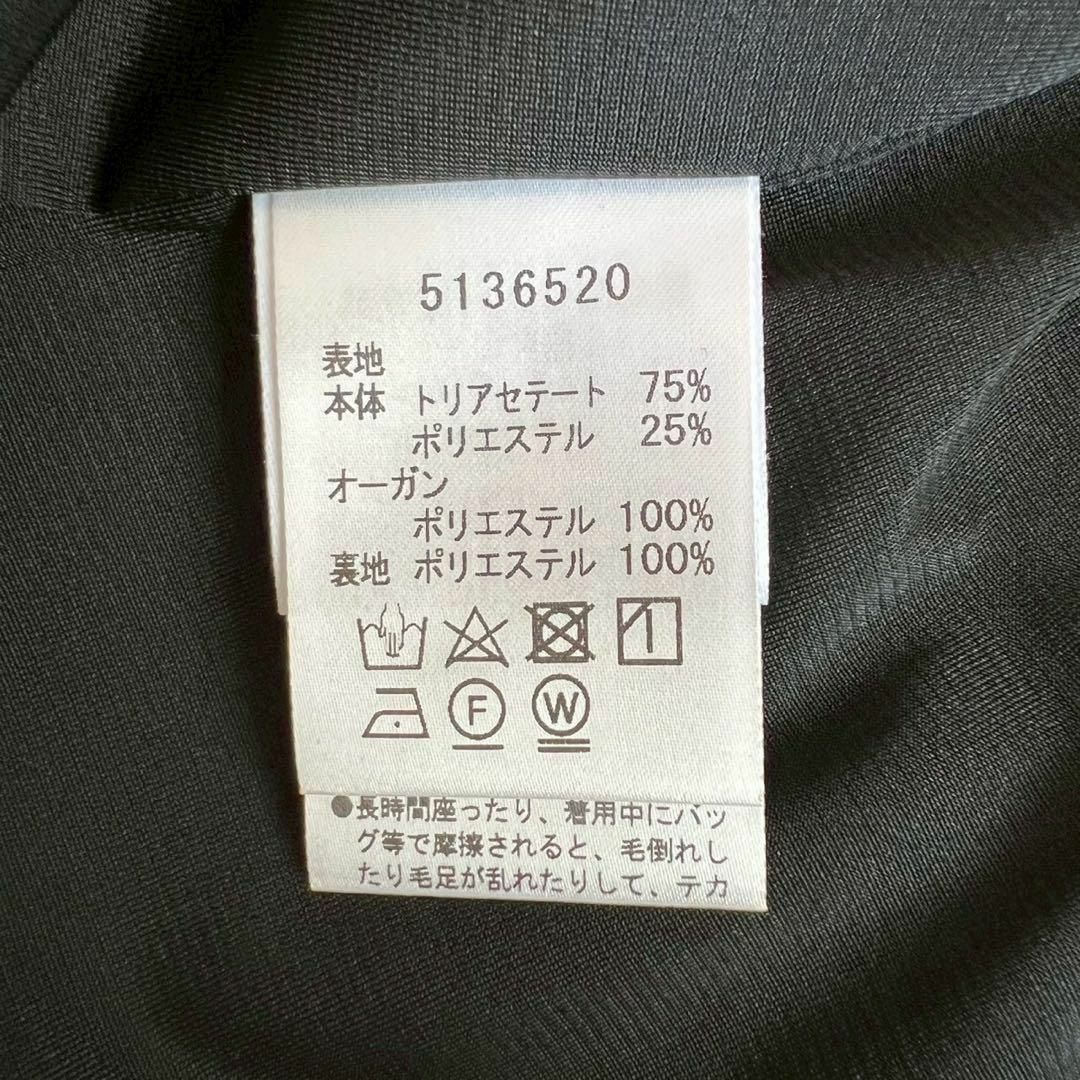 5136520
表地
本体 トリアセテート 75%
ポリエステル 25%
オーガン
ポリエステル 100%
裏地 ポリエステル 100%
F W
●長時間座ったり、着用中にバッ
グ等で摩擦されると、毛倒れし
たり毛足が乱れたりして、テカ